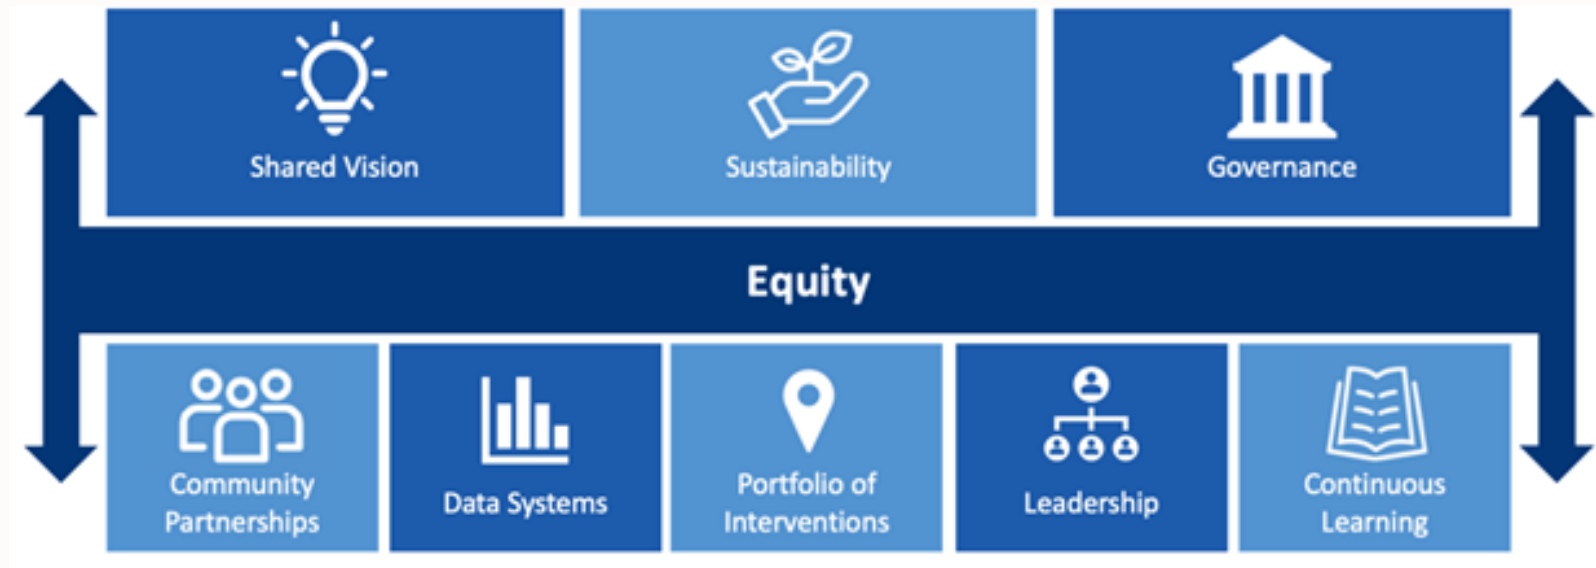 Shared Vision
Sustainability
Governance
Equity
Community
Partnerships
Data Systems
Portfolio of
Interventions
Leadership
Continuous
Learning